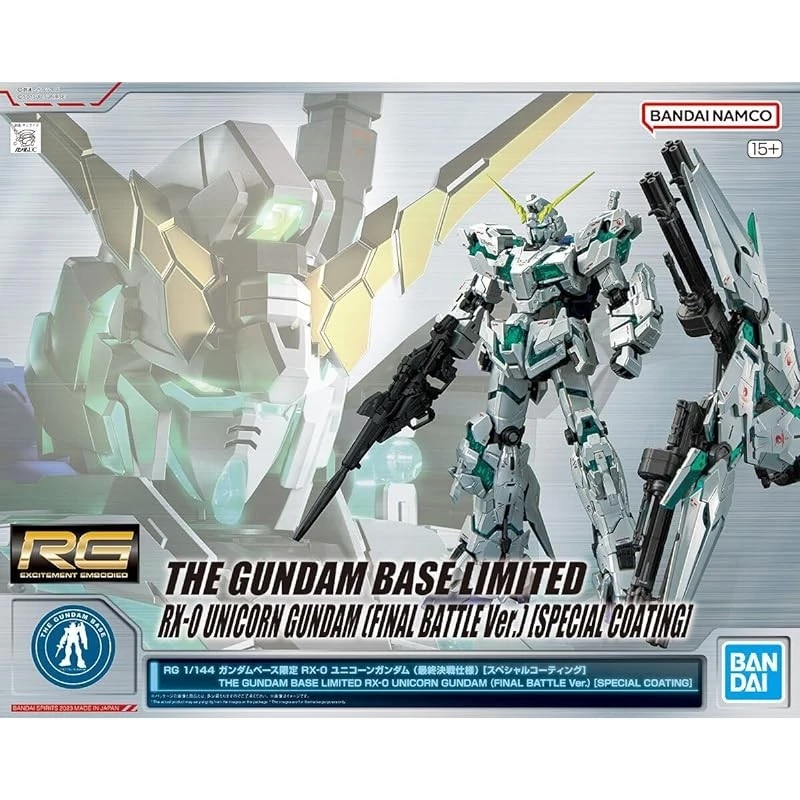 BANDAI NAMCO
15+
RG
EXCITEMENT EMBODIED
THE GUNDAM BASE LIMITED
RX-0 UNICORN GUNDAM (FINAL BATTLE Ver.) [SPECIAL COATING]
THE GUNDAM BASE
RG 1/144 ガンダムベース限定 RX-0 ユニコーンガンダム (最終決戦仕様) [スペシャルコーティング]
THE GUNDAM BASE LIMITED RX-0 UNICORN GUNDAM (FINAL BATTLE Ver.) [SPECIAL COATING]
BAN
DAI
BANDAI SPIRITS 2023 MADE IN JAPAN